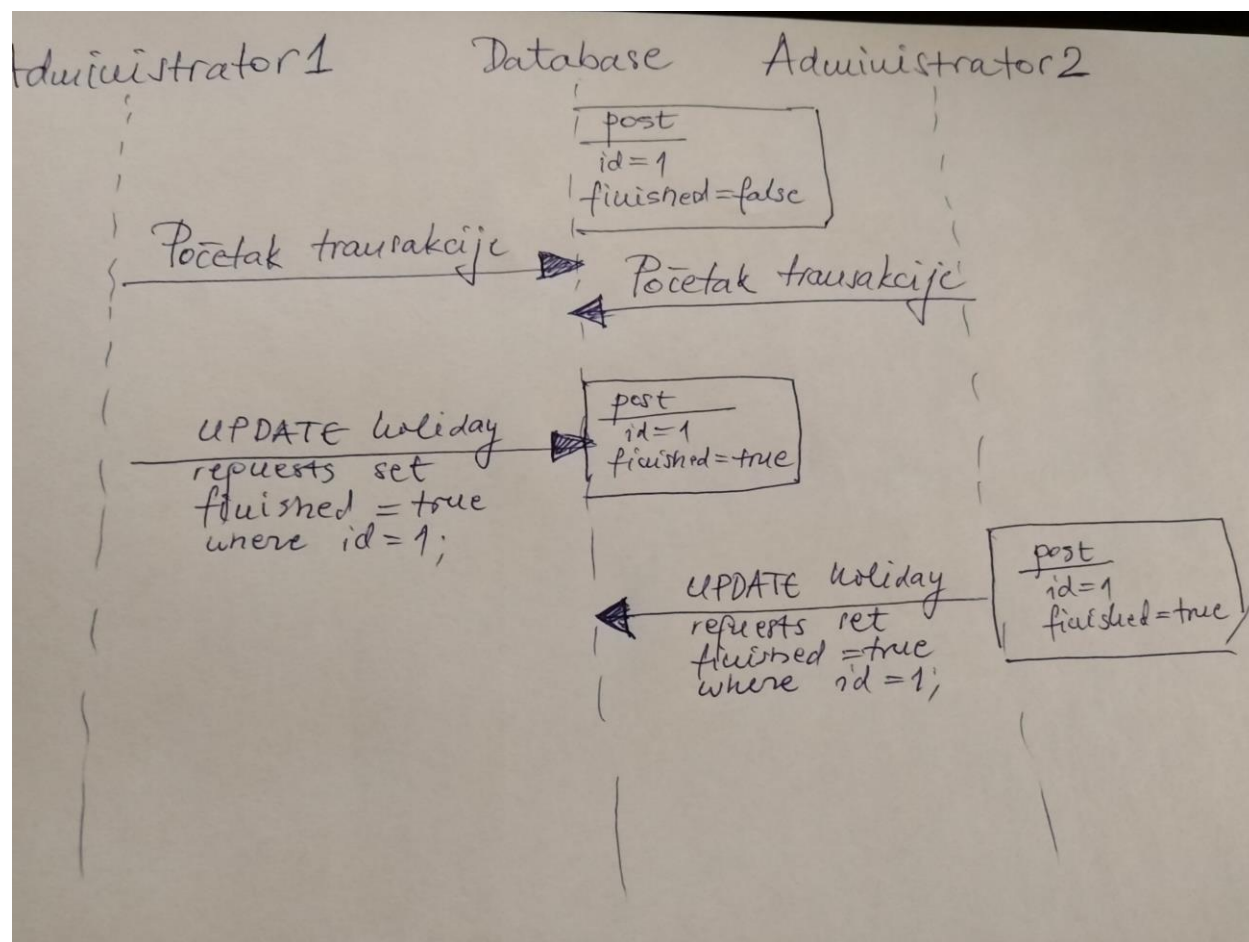 Administrator1
Database
Administrator2
post
id=1
finished=false
Početak transakcije
Početak transakcije
post
id=1
finished=true
UPDATE holiday
requests set
finished = true
where id=1;
post
id=1
finished=true
UPDATE holiday
requests set
finished =true
where id=1;